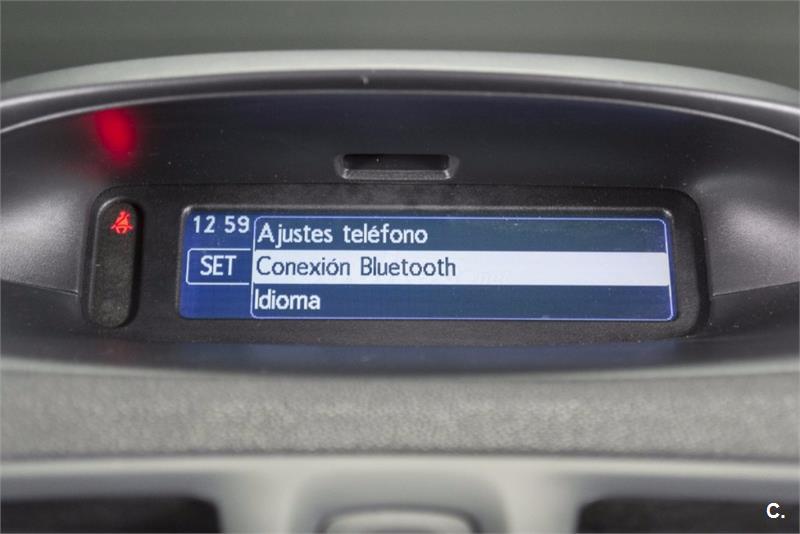 12 59
Ajustes teléfono
SET
Conexión Bluetooth
Idioma
C.